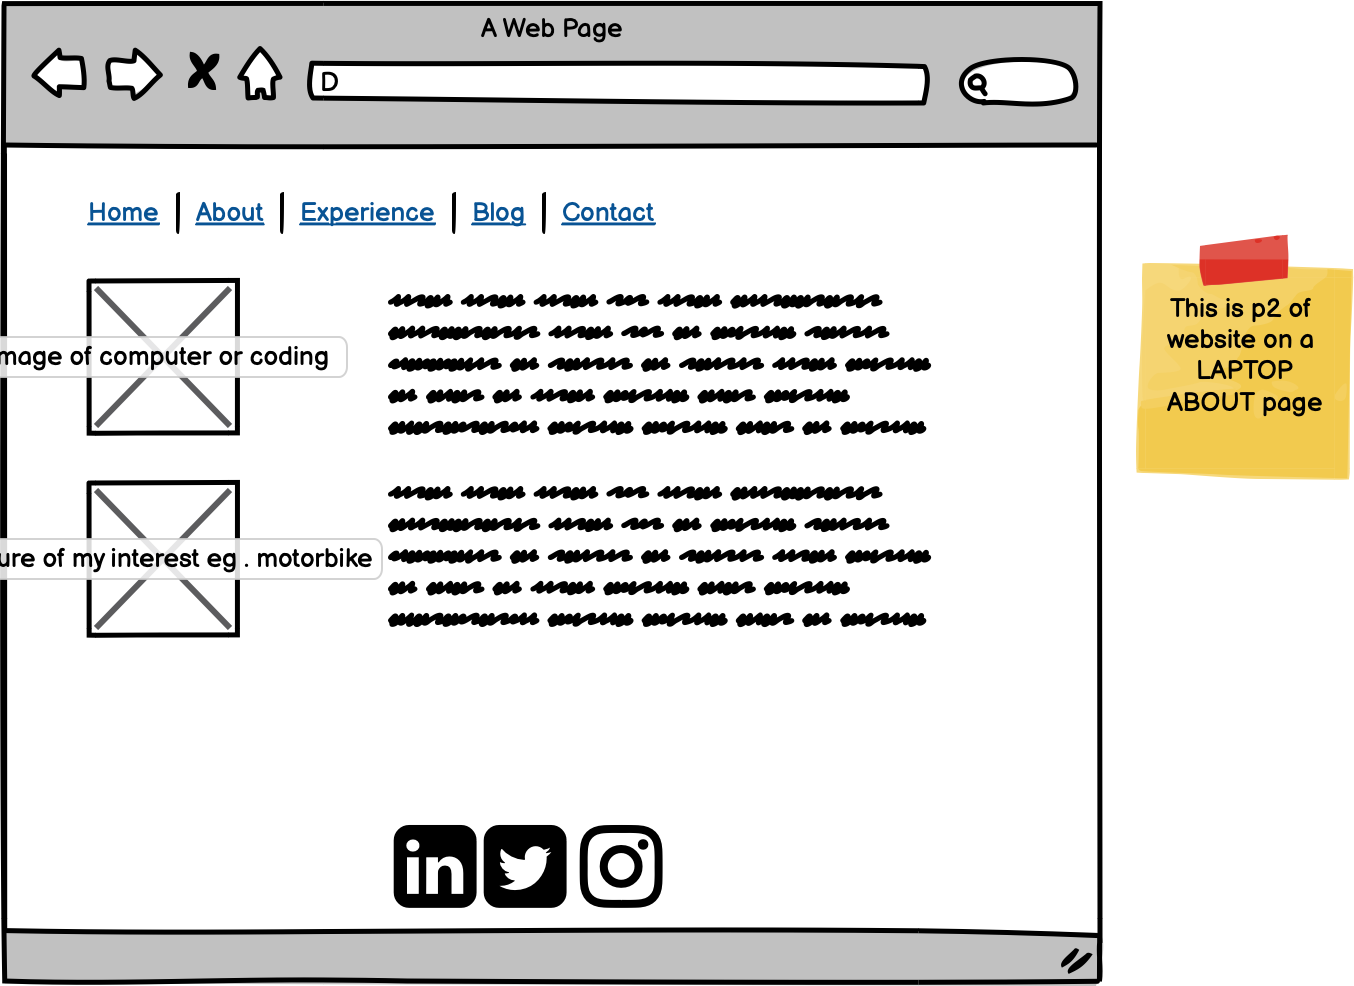 A Web Page
D
Home | About | Experience | Blog | Contact
mage of computer or coding
ure of my interest eg . motorbike
in
This is p2 of
website on a
LAPTOP
ABOUT page